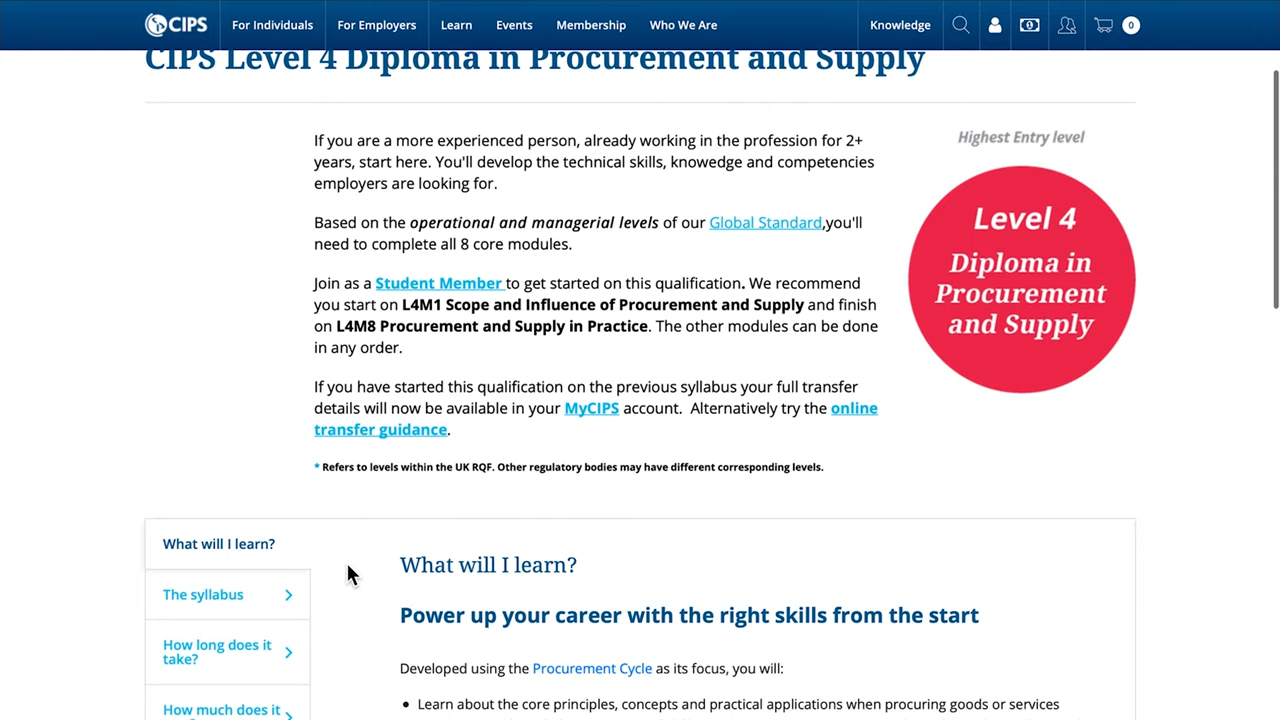 CIPS
For Individuals
For Employers
Learn
Events
Membership
Who We Are
Knowledge
0
CIPS Level 4 Diploma in Procurement and Supply
If you are a more experienced person, already working in the profession for 2+
years, start here. You'll develop the technical skills, knowedge and competencies
employers are looking for.
Based on the operational and managerial levels of our Global Standard,you'll
need to complete all 8 core modules.
Join as a Student Member to get started on this qualification. We recommend
you start on L4M1 Scope and Influence of Procurement and Supply and finish
on L4M8 Procurement and Supply in Practice. The other modules can be done
in any order.
If you have started this qualification on the previous syllabus your full transfer
details will now be available in your MyCIPS account. Alternatively try the online
transfer guidance.
* Refers to levels within the UK RQF. Other regulatory bodies may have different corresponding levels.
Highest Entry level
Level 4
Diploma in
Procurement
and Supply
What will I learn?
The syllabus
How long does it
take?
How much does it
What will I learn?
Power up your career with the right skills from the start
Developed using the Procurement Cycle as its focus, you will:
• Learn about the core principles, concepts and practical applications when procuring goods or services